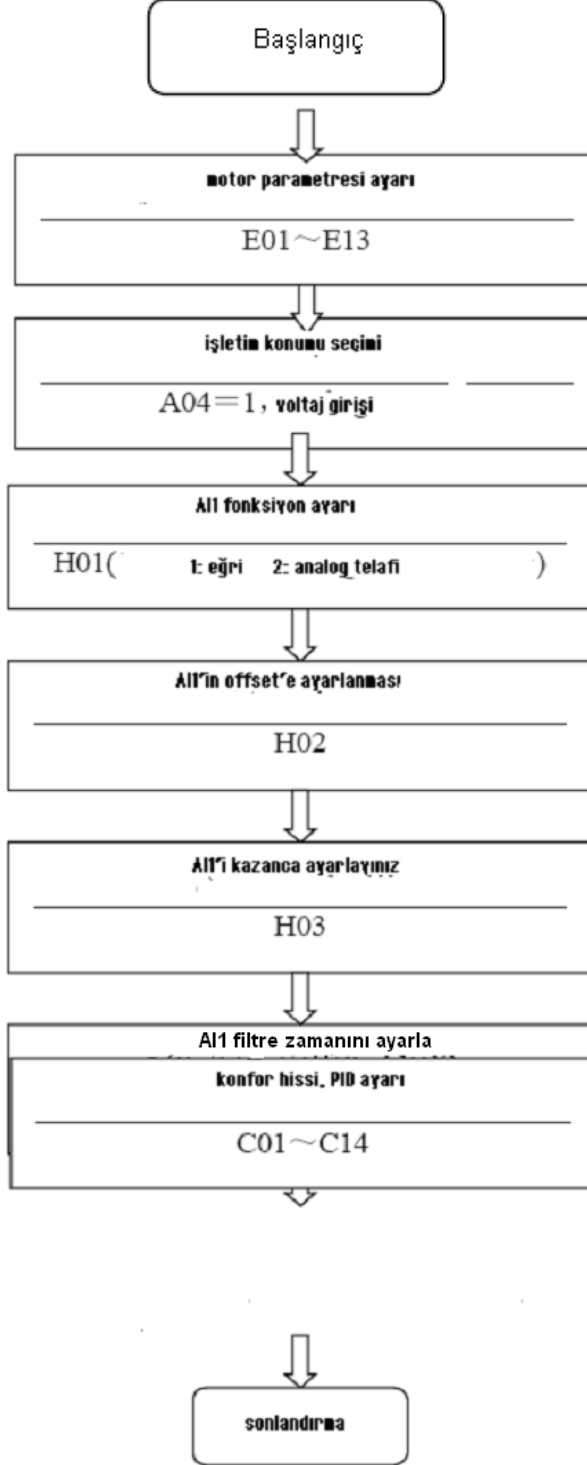 Başlangıç
motor parametresi ayarı
E01～E13
işletim konumu seçimi
A04＝1, voltaj girişi
AI1 fonksiyon ayarı
H01( 1: eğri 2: analog telafi )
AI1'in offset'e ayarlanması
H02
AI1'i kazanca ayarlayınız
H03
AI1 filtre zamanını ayarla
konfor hissi, PID ayarı
C01～C14
sonlandırma